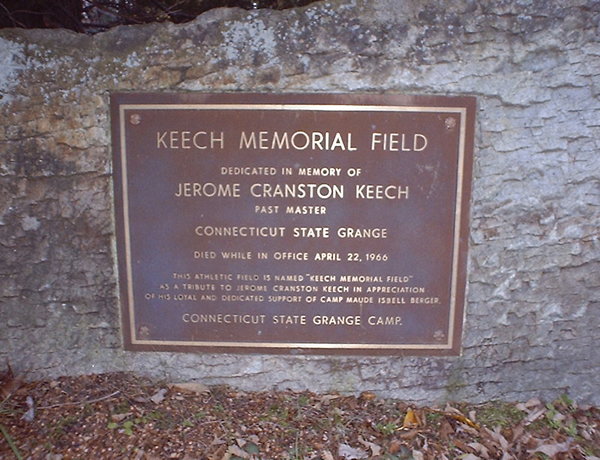 KEECH MEMORIAL FIELD
DEDICATED IN MEMORY OF
JEROME CRANSTON KEECH
PAST MASTER
CONNECTICUT STATE GRANGE
DIED WHILE IN OFFICE APRIL 22, 1966
THIS ATHLETIC FIELD IS NAMED "KEECH MEMORIAL FIELD"
AS A TRIBUTE TO JEROME CRANSTON KEECH IN APPRECIATION
OF HIS LOYAL AND DEDICATED SUPPORT OF CAMP MAUDE ISBELL BERGER.
CONNECTICUT STATE GRANGE CAMP.